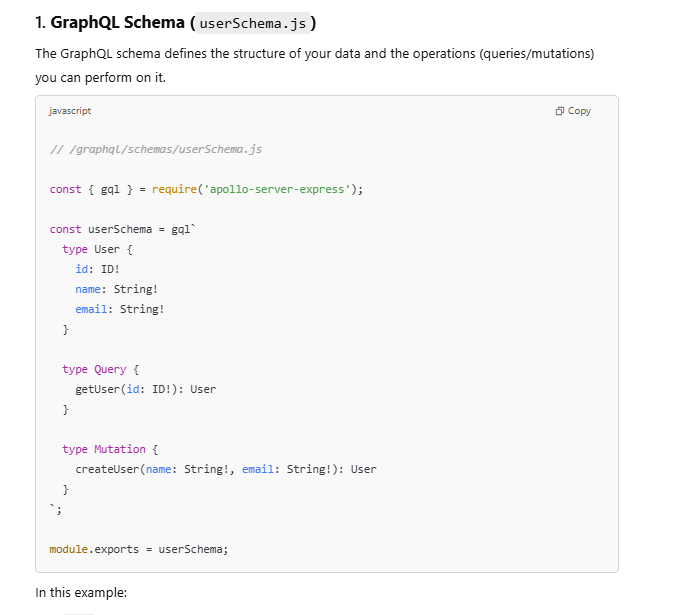 1. GraphQL Schema (userSchema.js)
The GraphQL schema defines the structure of your data and the operations (queries/mutations)
you can perform on it.
javascript
Copy
// /graphql/schemas/userSchema.js
const { gql } = require('apollo-server-express');
const userSchema = gql`
  type User {
    id: ID!
    name: String!
    email: String!
  }
  type Query {
    getUser(id: ID!): User
  }
  type Mutation {
    createUser(name: String!, email: String!): User
  }
`;
module.exports = userSchema;
In this example: